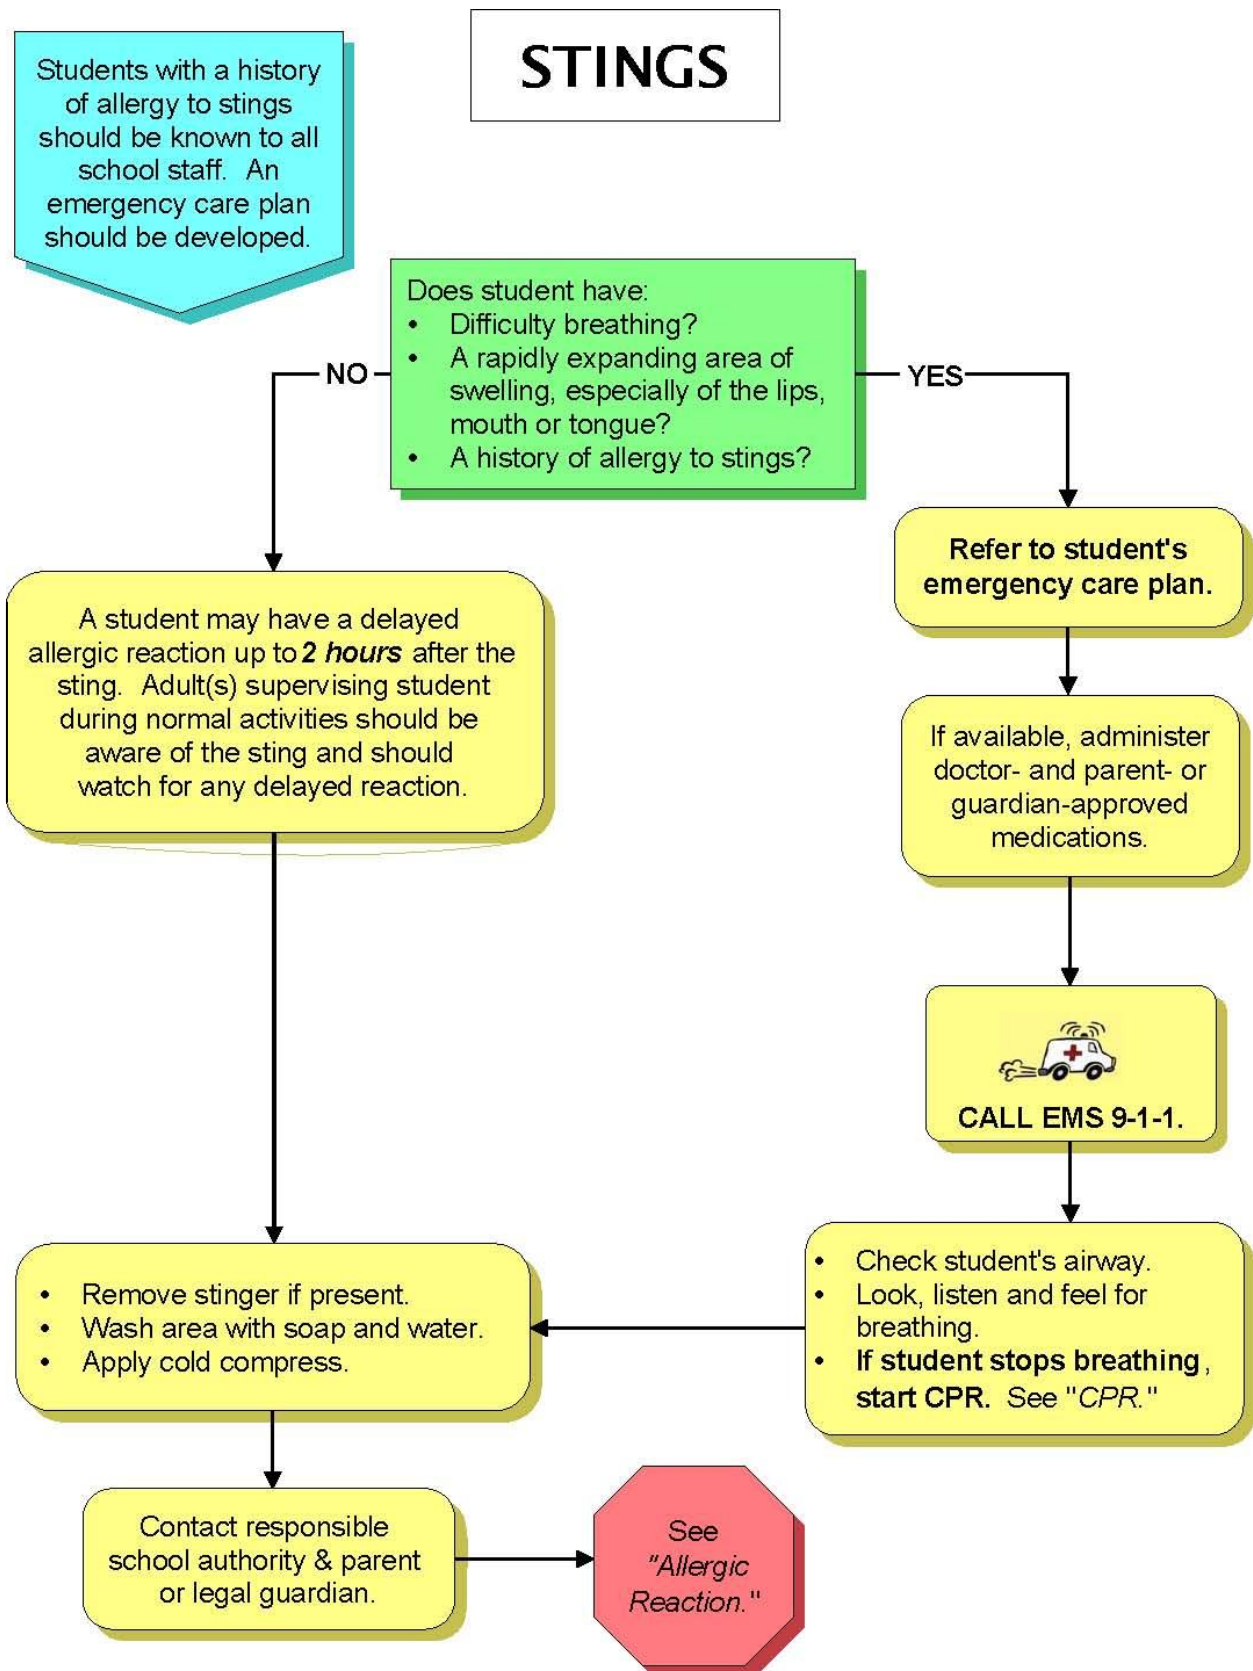 STINGS
Students with a history
of allergy to stings
should be known to all
school staff. An
emergency care plan
should be developed.
Does student have:
• Difficulty breathing?
• A rapidly expanding area of
swelling, especially of the lips,
mouth or tongue?
• A history of allergy to stings?
NO
YES
A student may have a delayed
allergic reaction up to 2 hours after the
sting. Adult(s) supervising student
during normal activities should be
aware of the sting and should
watch for any delayed reaction.
Refer to student's
emergency care plan.
If available, administer
doctor- and parent- or
guardian-approved
medications.
CALL EMS 9-1-1.
• Check student's airway.
• Look, listen and feel for
breathing.
• If student stops breathing,
start CPR. See "CPR."
• Remove stinger if present.
• Wash area with soap and water.
• Apply cold compress.
Contact responsible
school authority & parent
or legal guardian.
See
"Allergic
Reaction."